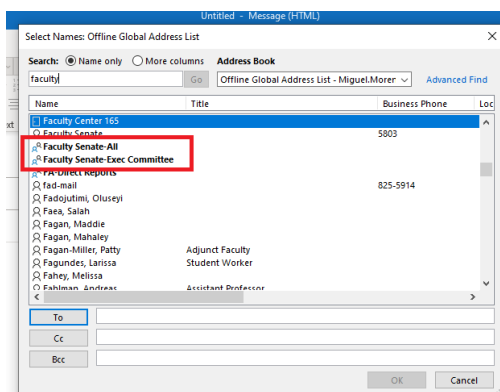 Untitled - Message (HTML)
Select Names: Offline Global Address List
Search: Name only More columns Address Book
faculty Go Offline Global Address List - Miguel.Morer Advanced Find
Name Title Business Phone Loc
Faculty Center 165
Faculty Senate 5803
Faculty Senate-All
Faculty Senate-Exec Committee
FA-Direct Reports
fad-mail 825-5914
Fadojutimi, Oluseyi
Faea, Salah
Fagan, Maddie
Fagan, Mahaley
Fagan-Miller, Patty Adjunct Faculty
Fagundes, Larissa Student Worker
Fahey, Melissa
Fahlman, Andreas Assistant Professor
To
Cc
Bcc
OK Cancel